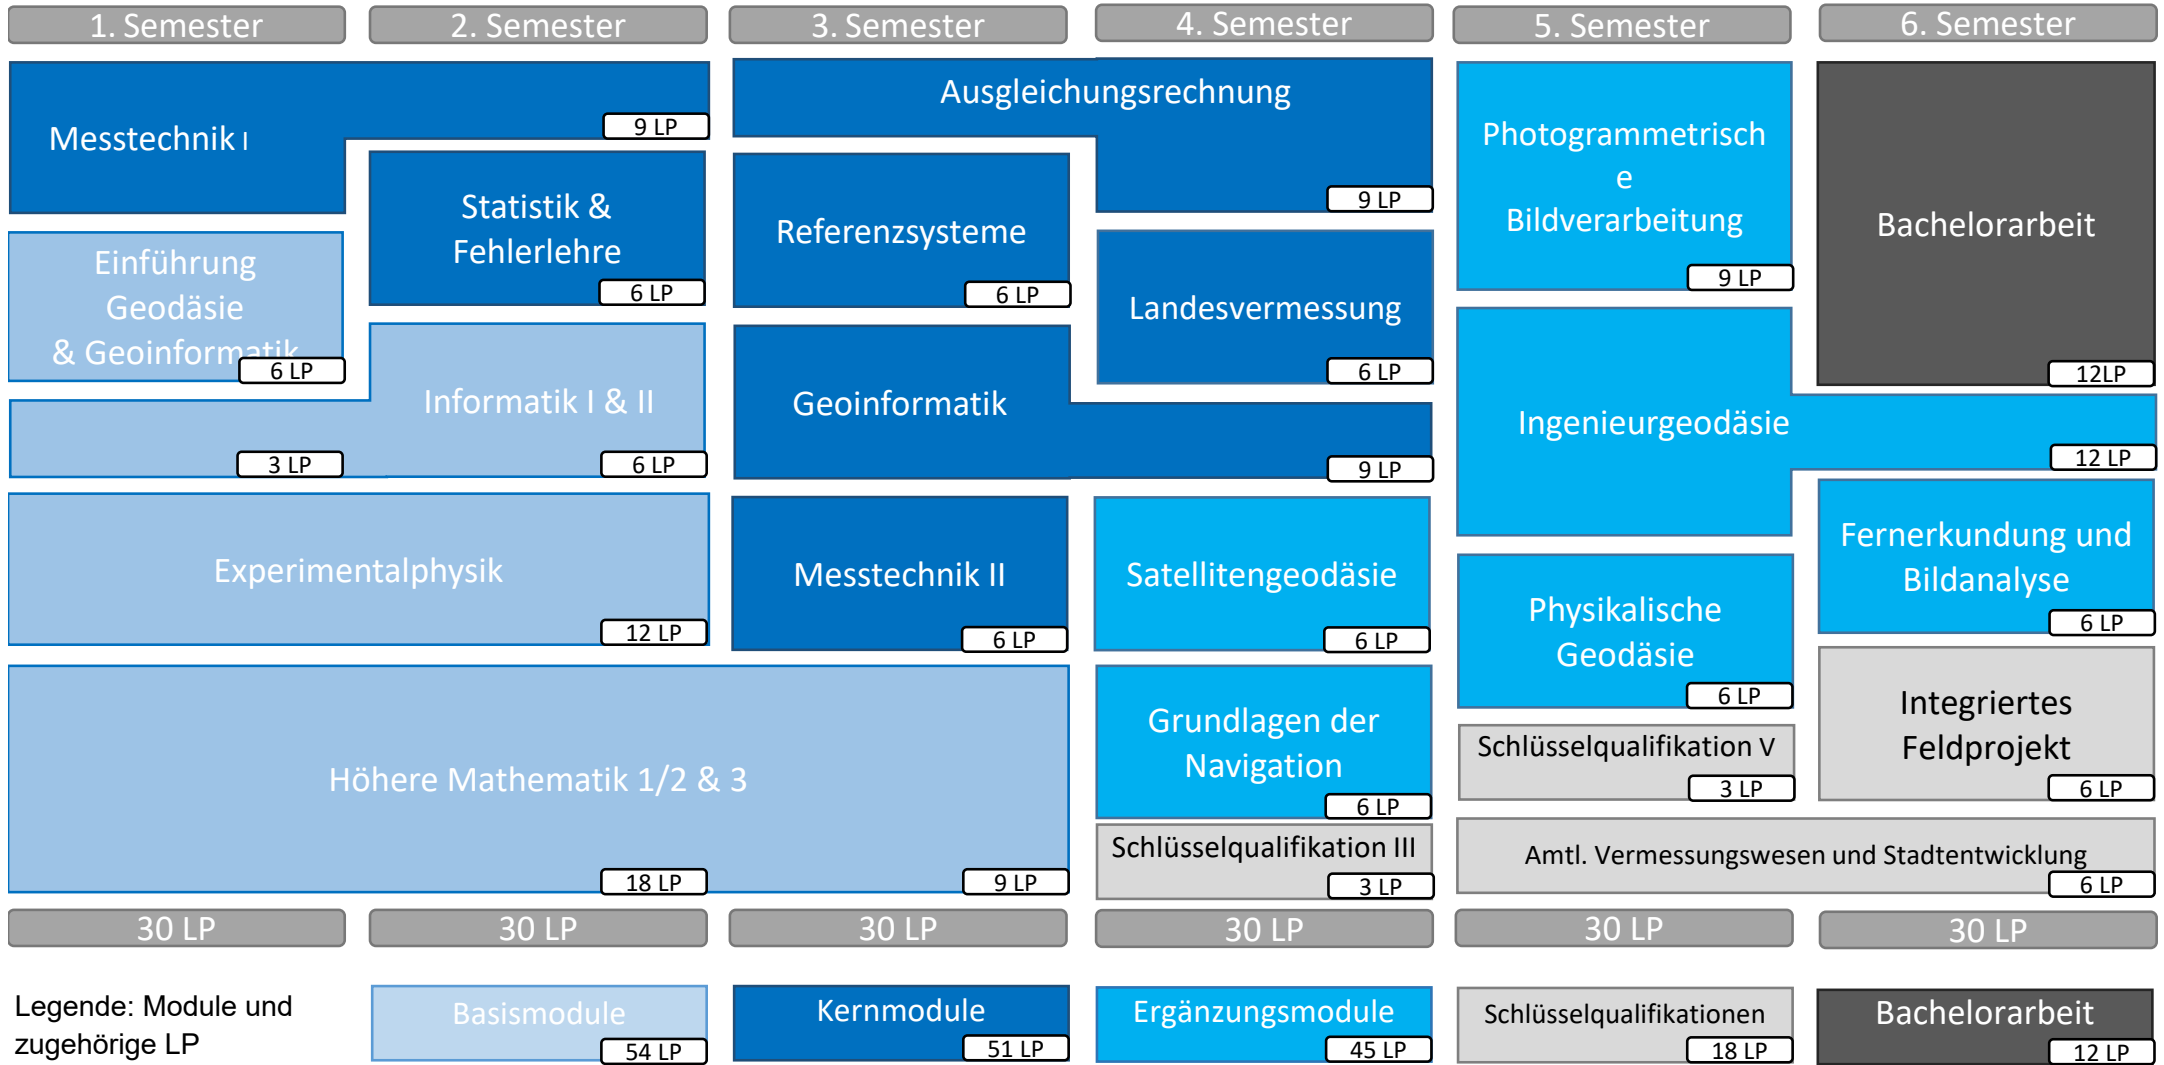 1. Semester
2. Semester
3. Semester
4. Semester
5. Semester
6. Semester
Messtechnik I
9 LP
Statistik &
Fehlerlehre
6 LP
Einführung
Geodäsie
& Geoinformatik
6 LP
Informatik I & II
3 LP
6 LP
Experimentalphysik
12 LP
Höhere Mathematik 1/2 & 3
18 LP
9 LP
Ausgleichungsrechnung
9 LP
Referenzsysteme
6 LP
Landesvermessung
6 LP
Geoinformatik
9 LP
Messtechnik II
6 LP
Satellitengeodäsie
6 LP
Grundlagen der
Navigation
6 LP
Schlüsselqualifikation III
3 LP
Photogrammetrisch
e
Bildverarbeitung
9 LP
Bachelorarbeit
12LP
Ingenieurgeodäsie
12 LP
Fernerkundung und
Bildanalyse
6 LP
Physikalische
Geodäsie
6 LP
Schlüsselqualifikation V
3 LP
Integriertes
Feldprojekt
6 LP
Amtl. Vermessungswesen und Stadtentwicklung
6 LP
30 LP
30 LP
30 LP
30 LP
30 LP
30 LP
Legende: Module und
zugehörige LP
Basismodule
54 LP
Kernmodule
51 LP
Ergänzungsmodule
45 LP
Schlüsselqualifikationen
18 LP
Bachelorarbeit
12 LP